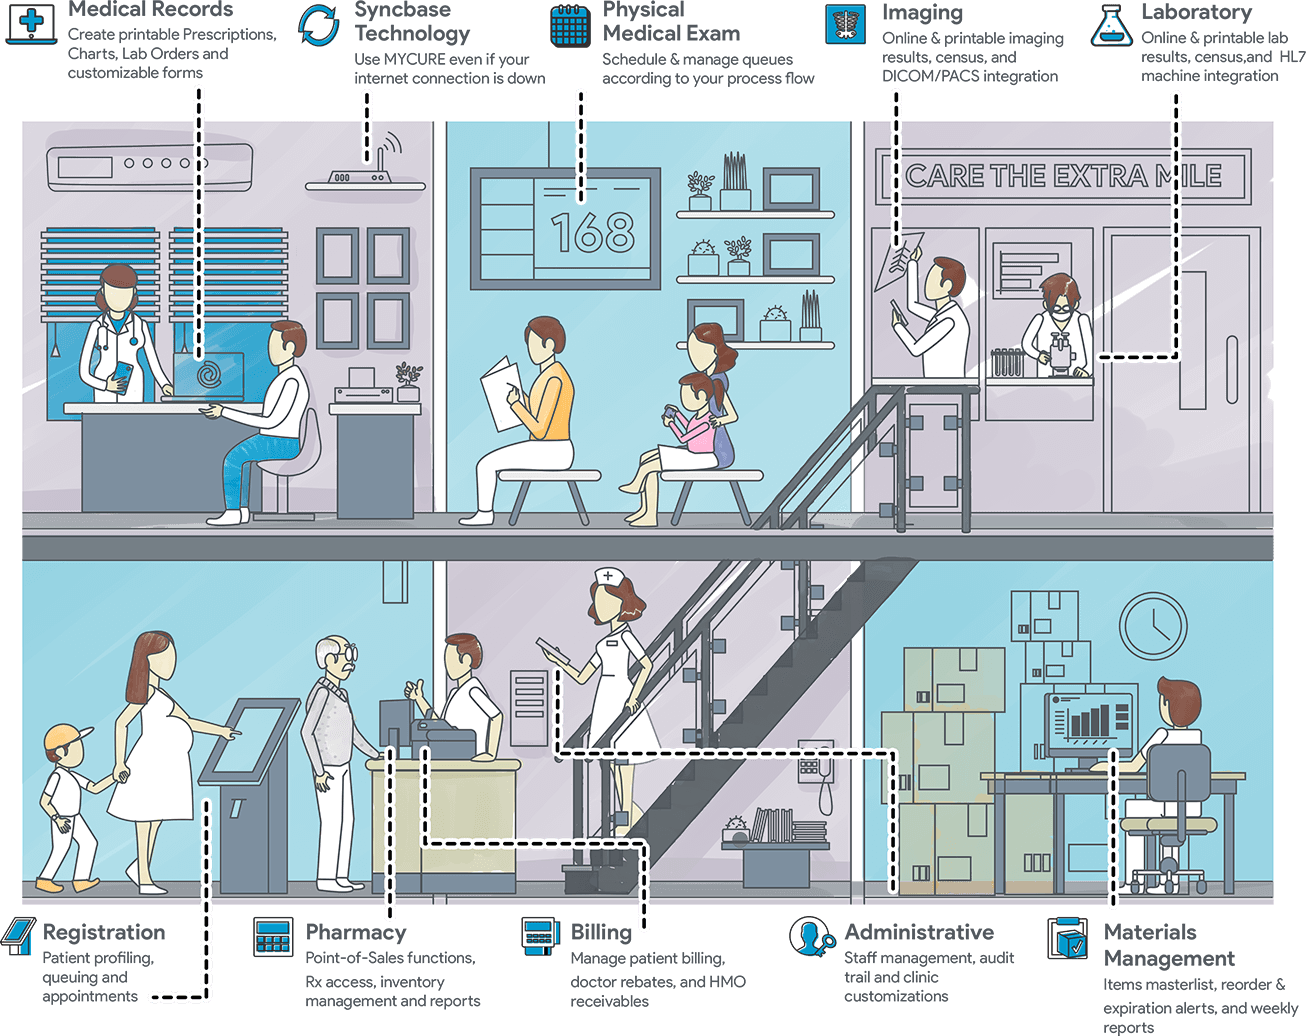 Medical Records
Create printable Prescriptions,
Charts, Lab Orders and
customizable forms
Syncbase
Technology
Use MYCURE even if your
internet connection is down
Physical
Medical Exam
Schedule & manage queues
according to your process flow
Imaging
Online & printable imaging
results, census, and
DICOM/PACS integration
Laboratory
Online & printable lab
results, census,and HL7
machine integration
168
CARE THE EXTRA MILE
Registration
Patient profiling,
queuing and
appointments
Pharmacy
Point-of-Sales functions,
Rx access, inventory
management and reports
Billing
Manage patient billing,
doctor rebates, and HMO
receivables
Administrative
Staff management, audit
trail and clinic
customizations
Materials
Management
Items masterlist, reorder &
expiration alerts, and weekly
reports